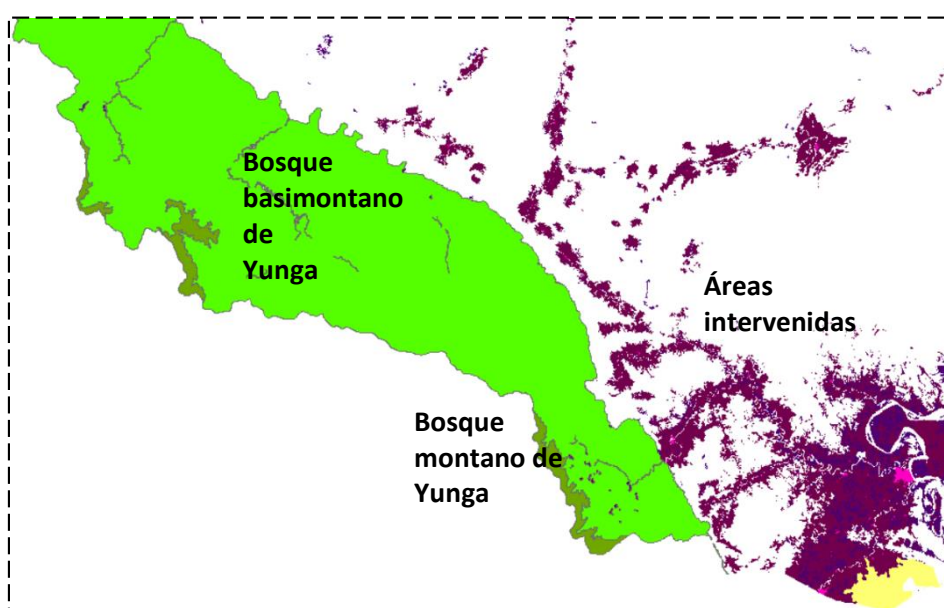 Bosque
basimontano
de
Yunga
Áreas
intervenidas
Bosque
montano de
Yunga